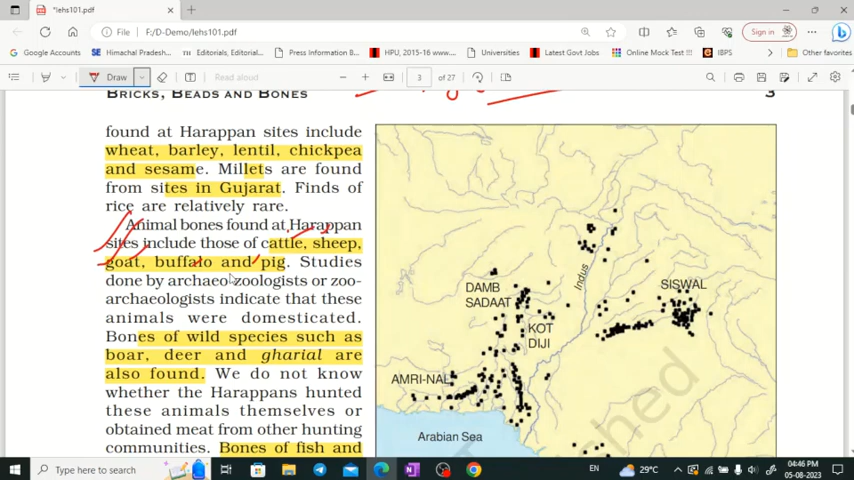 *lehs101.pdf
File
F:/D-Demo/lehs101.pdf
Sign in
Google Accounts
Himachal Pradesh...
Editorials, Editorial...
Press Information B...
HPU, 2015-16 www....
Universities
Latest Govt Jobs
Online Mock Test !!!
IBPS
Other favorites
Draw
Read aloud
3
of 27
BRICKS, BEADS AND BONES
3
found at Harappan sites include
wheat, barley, lentil, chickpea
and sesame. Millets are found
from sites in Gujarat. Finds of
rice are relatively rare.
Animal bones found at Harappan
sites include those of cattle, sheep,
goat, buffalo and pig. Studies
done by archaeo-zoologists or zoo-
archaeologists indicate that these
animals were domesticated.
Bones of wild species such as
boar, deer and gharial are
also found. We do not know
whether the Harappans hunted
these animals themselves or
obtained meat from other hunting
communities. Bones of fish and
Indus
DAMB
SADAAT
SISWAL
KOT
DIJI
AMRI-NAL
Arabian Sea
Type here to search
29°C
EN
04:46 PM
05-08-2023